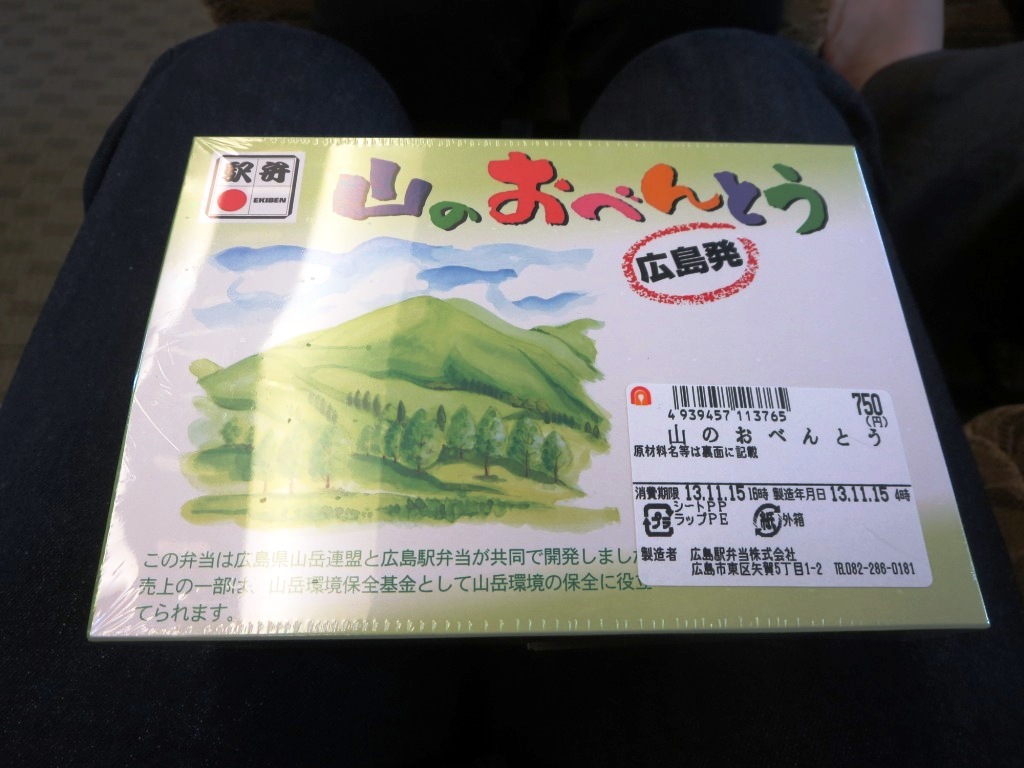 駅弁
EKIBEN
山のおべんとう
広島発
4 939457 113765
750
(円)
山のおべんとう
原材料名等は裏面に記載
消費期限 13.11.15 16時 製造年月日 13.11.15 4時
プラ シートPP
ラップPE
紙 外箱
製造者 広島駅弁当株式会社
広島市東区矢賀5丁目1-2 TEL082-286-0181
この弁当は広島県山岳連盟と広島駅弁当が共同で開発しまし
売上の一部は、山岳環境保全基金として山岳環境の保全に役立
てられます。